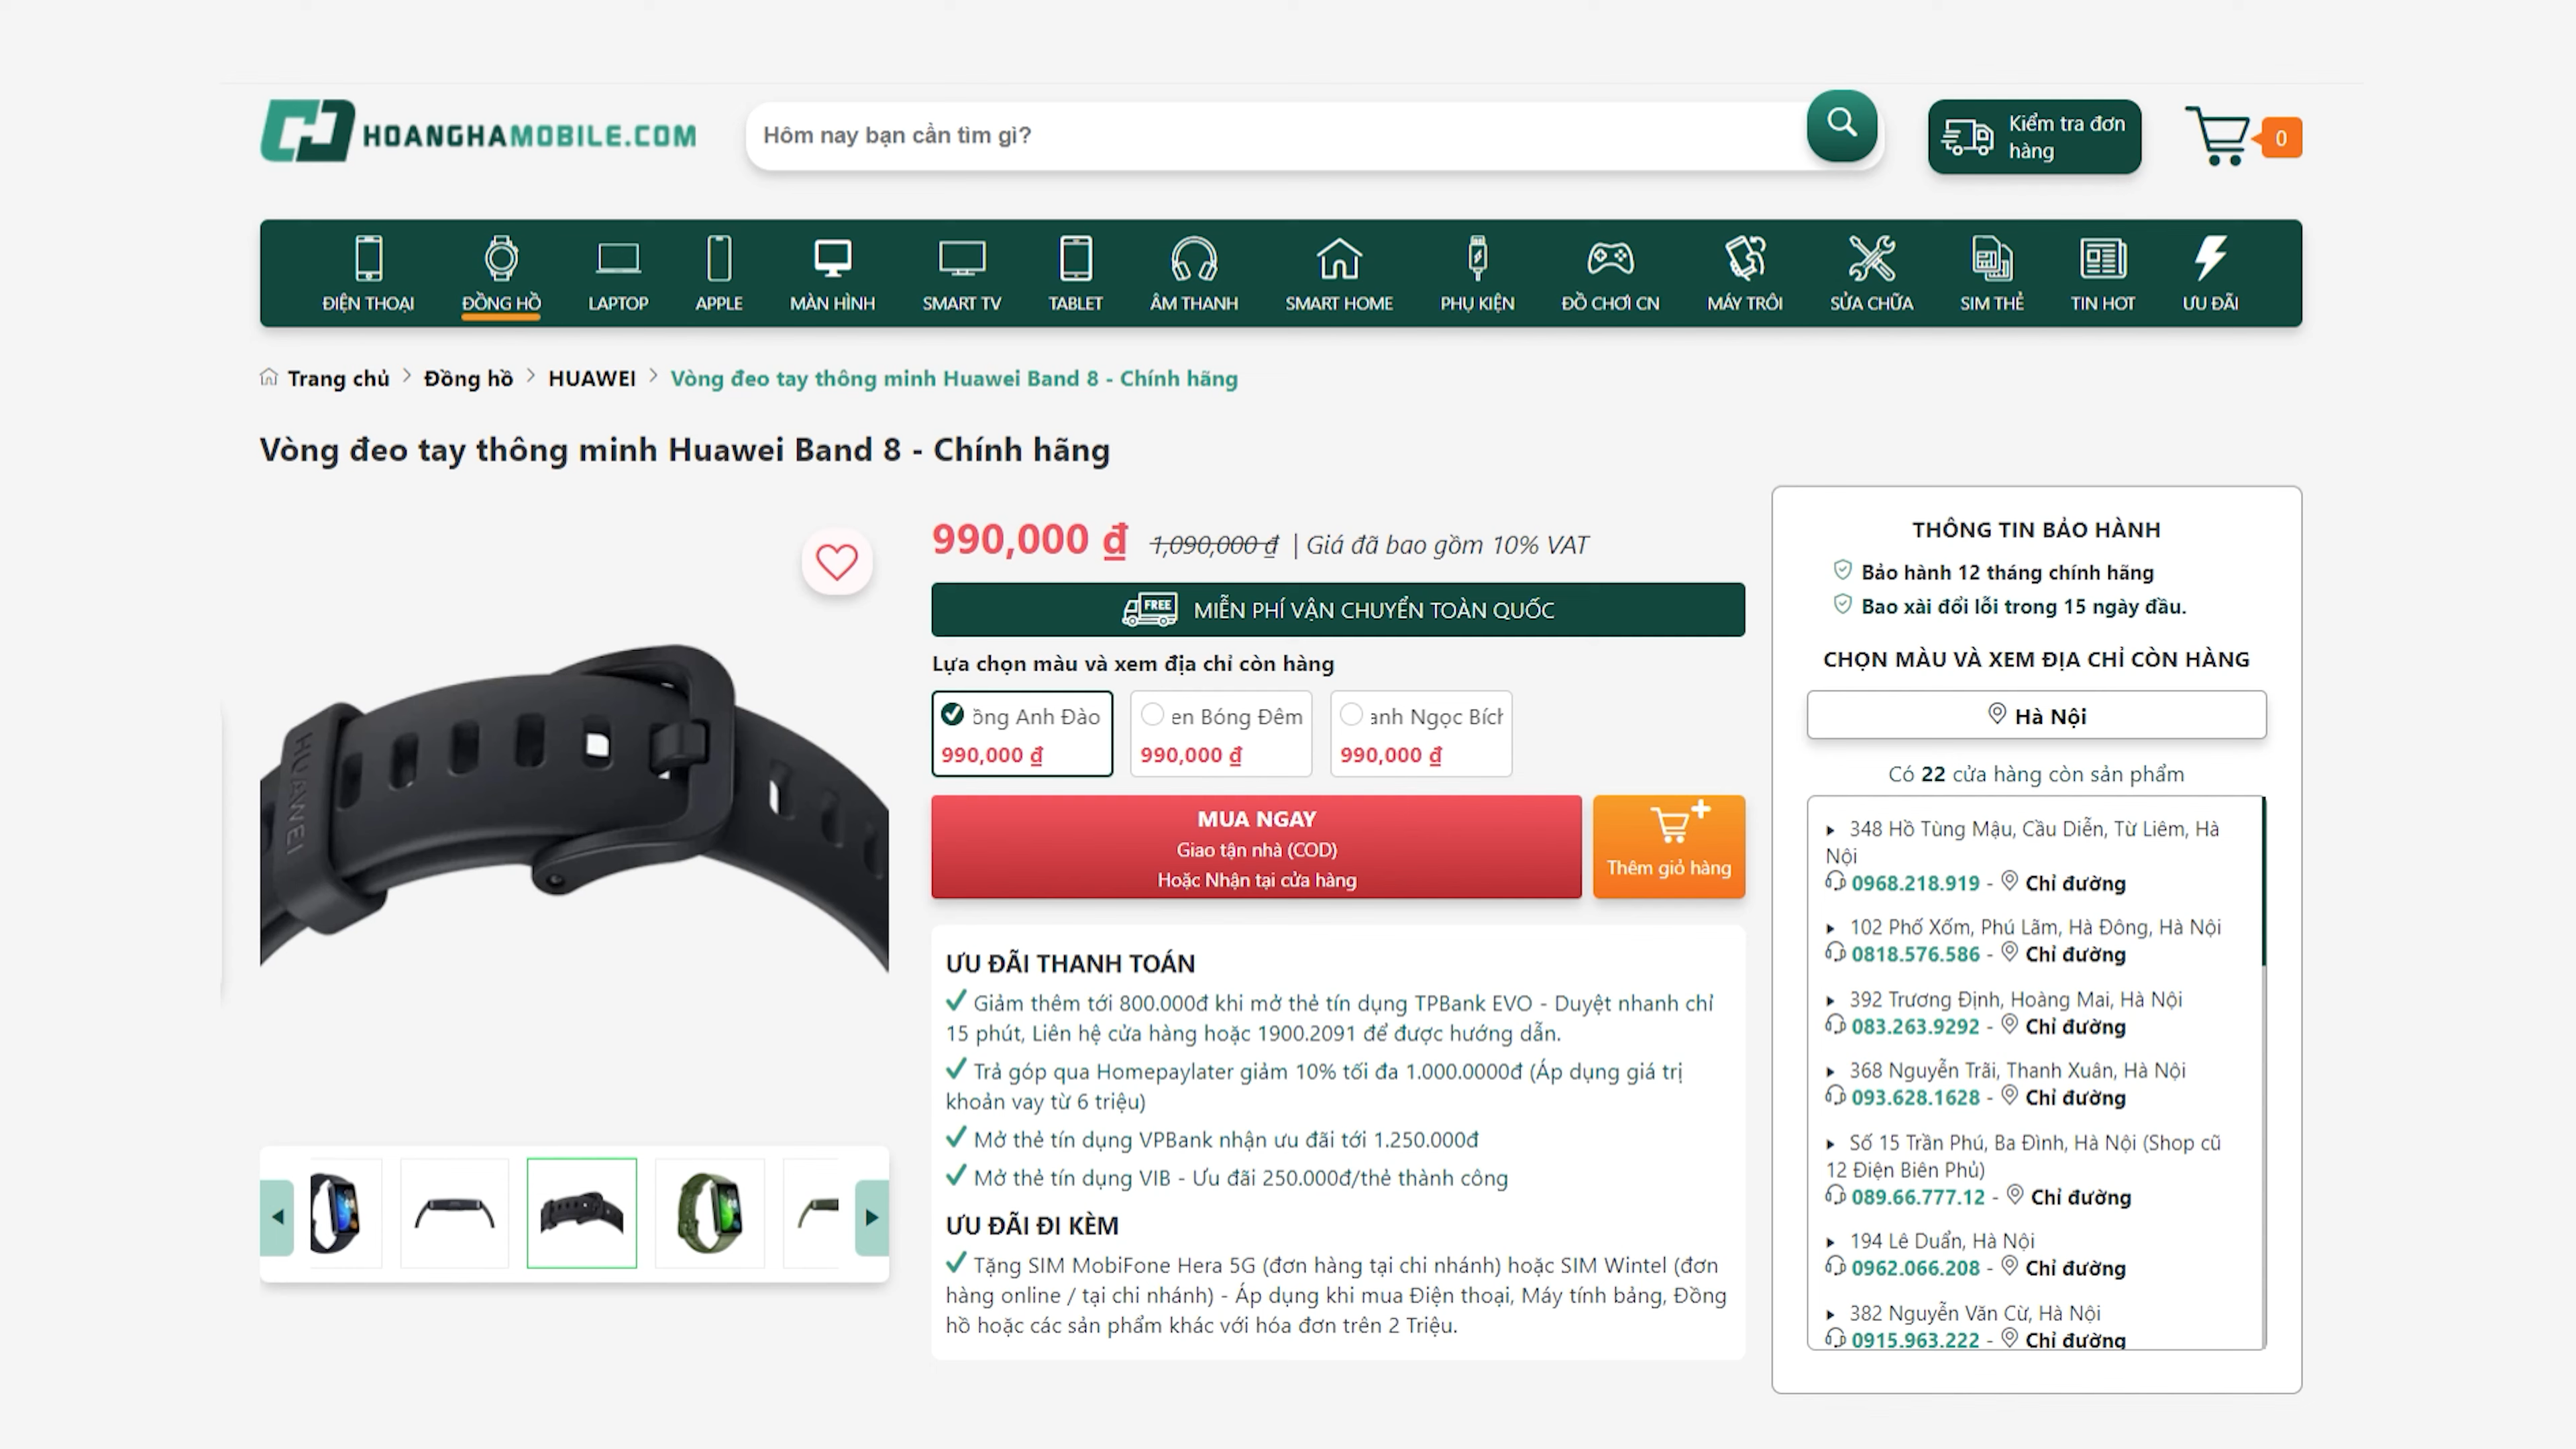 HOANGHAMOBILE.COM
Hôm nay bạn cần tìm gì?
Kiểm tra đơn
hàng
0
ĐIỆN THOẠI
ĐỒNG HỒ
LAPTOP
APPLE
MÀN HÌNH
SMART TV
TABLET
ÂM THANH
SMART HOME
PHỤ KIỆN
ĐỒ CHƠI CN
MÁY TRÔI
SỬA CHỮA
SIM THẺ
TIN HOT
ƯU ĐÃI
Trang chủ > Đồng hồ > HUAWEI > Vòng đeo tay thông minh Huawei Band 8 - Chính hãng
Vòng đeo tay thông minh Huawei Band 8 - Chính hãng
HUAWEI
990,000 ₫ 1,090,000 ₫ | Giá đã bao gồm 10% VAT
FREE MIỄN PHÍ VẬN CHUYỂN TOÀN QUỐC
Lựa chọn màu và xem địa chỉ còn hàng
ồng Anh Đào
990,000 ₫
en Bóng Đêm
990,000 ₫
anh Ngọc Bích
990,000 ₫
MUA NGAY
Giao tận nhà (COD)
Hoặc Nhận tại cửa hàng
Thêm giỏ hàng
ƯU ĐÃI THANH TOÁN
Giảm thêm tới 800.000đ khi mở thẻ tín dụng TPBank EVO - Duyệt nhanh chỉ
15 phút, Liên hệ cửa hàng hoặc 1900.2091 để được hướng dẫn.
Trả góp qua Homepaylater giảm 10% tối đa 1.000.0000đ (Áp dụng giá trị
khoản vay từ 6 triệu)
Mở thẻ tín dụng VPBank nhận ưu đãi tới 1.250.000đ
Mở thẻ tín dụng VIB - Ưu đãi 250.000đ/thẻ thành công
ƯU ĐÃI ĐI KÈM
Tặng SIM MobiFone Hera 5G (đơn hàng tại chi nhánh) hoặc SIM Wintel (đơn
hàng online / tại chi nhánh) - Áp dụng khi mua Điện thoại, Máy tính bảng, Đồng
hồ hoặc các sản phẩm khác với hóa đơn trên 2 Triệu.
THÔNG TIN BẢO HÀNH
Bảo hành 12 tháng chính hãng
Bao xài đổi lỗi trong 15 ngày đầu.
CHỌN MÀU VÀ XEM ĐỊA CHỈ CÒN HÀNG
Hà Nội
Có 22 cửa hàng còn sản phẩm
348 Hồ Tùng Mậu, Cầu Diễn, Từ Liêm, Hà
Nội
0968.218.919 - Chỉ đường
102 Phố Xốm, Phú Lãm, Hà Đông, Hà Nội
0818.576.586 - Chỉ đường
392 Trương Định, Hoàng Mai, Hà Nội
083.263.9292 - Chỉ đường
368 Nguyễn Trãi, Thanh Xuân, Hà Nội
093.628.1628 - Chỉ đường
Số 15 Trần Phú, Ba Đình, Hà Nội (Shop cũ
12 Điện Biên Phủ)
089.66.777.12 - Chỉ đường
194 Lê Duẩn, Hà Nội
0962.066.208 - Chỉ đường
382 Nguyễn Văn Cừ, Hà Nội
0915.963.222 - Chỉ đường